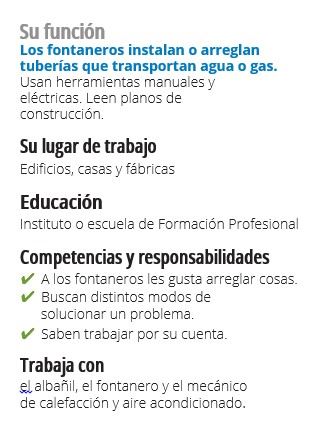 Su función
Los fontaneros instalan o arreglan
tuberías que transportan agua o gas.
Usan herramientas manuales y
eléctricas. Leen planos de
construcción.
Su lugar de trabajo
Edificios, casas y fábricas
Educación
Instituto o escuela de Formación Profesional
Competencias y responsabilidades
✔ A los fontaneros les gusta arreglar cosas.
✔ Buscan distintos modos de
solucionar un problema.
✔ Saben trabajar por su cuenta.
Trabaja con
el albañil, el fontanero y el mecánico
de calefacción y aire acondicionado.